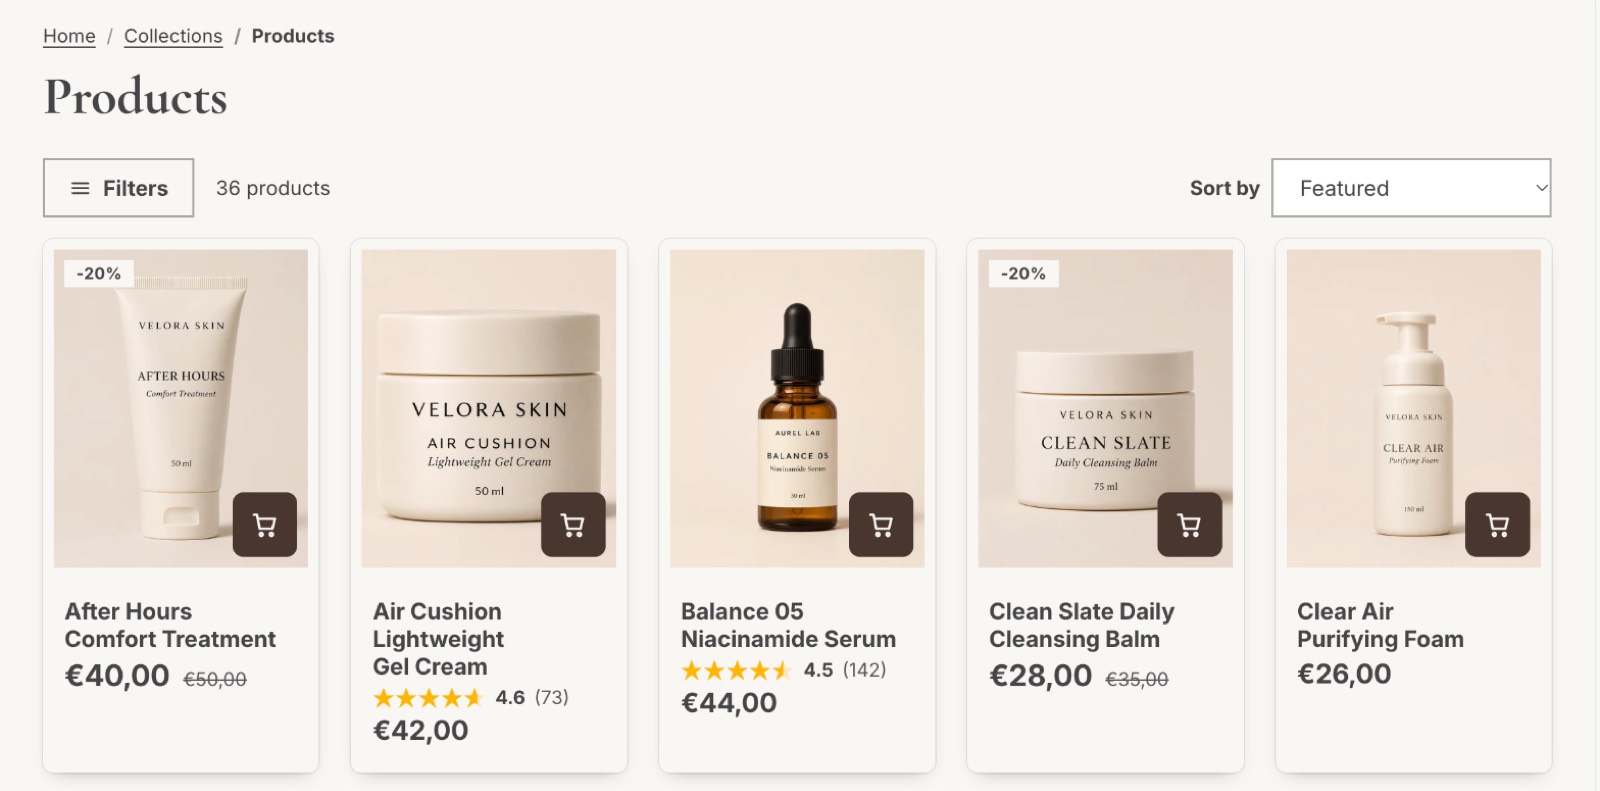 Home / Collections / Products
Products
Filters
36 products
Sort by
Featured
-20%
VELORA SKIN
AFTER HOURS
Comfort Treatment
50 ml
After Hours
Comfort Treatment
€40,00 €50,00
VELORA SKIN
AIR CUSHION
Lightweight Gel Cream
50 ml
Air Cushion
Lightweight
Gel Cream
4.6 (73)
€42,00
AUREL LAB
BALANCE 05
Niacinamide Serum
30 ml
Balance 05
Niacinamide Serum
4.5 (142)
€44,00
-20%
VELORA SKIN
CLEAN SLATE
Daily Cleansing Balm
75 ml
Clean Slate Daily
Cleansing Balm
€28,00 €35,00
VELORA SKIN
CLEAR AIR
Purifying Foam
150 ml
Clear Air
Purifying Foam
€26,00